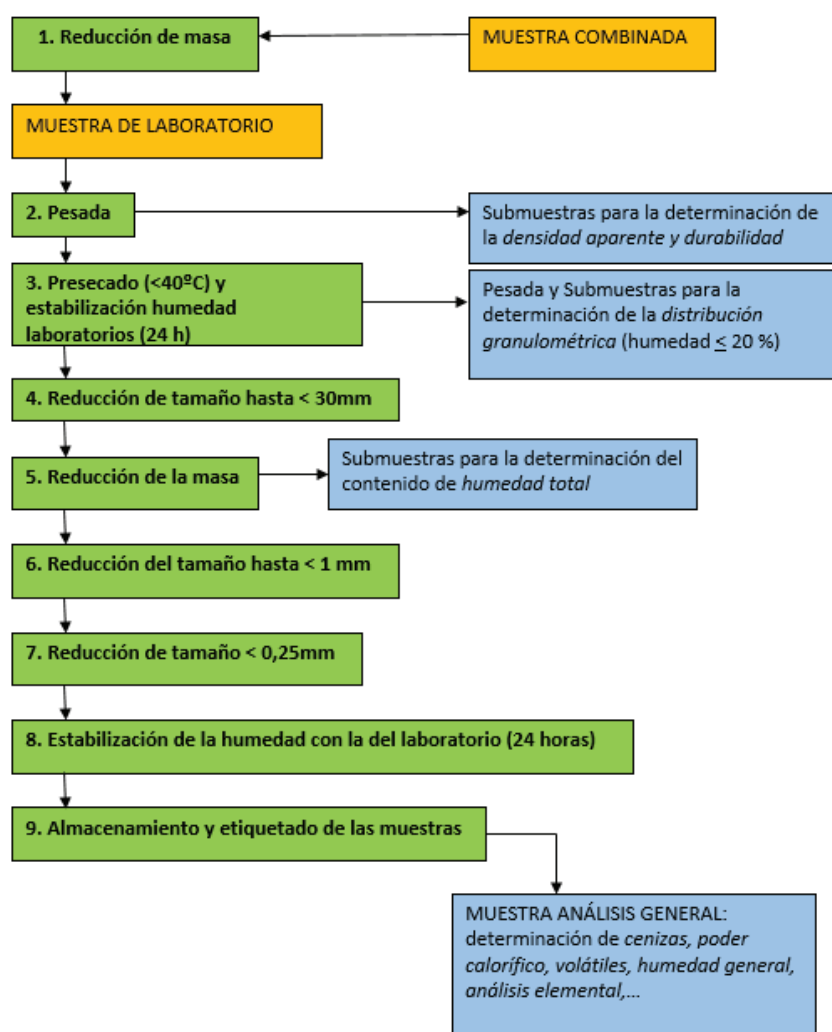 1. Reducción de masa
MUESTRA COMBINADA
MUESTRA DE LABORATORIO
2. Pesada
Submuestras para la determinación de
la densidad aparente y durabilidad
3. Presecado (<40ºC) y
estabilización humedad
laboratorios (24 h)
Pesada y Submuestras para la
determinación de la distribución
granulométrica (humedad ≤ 20 %)
4. Reducción de tamaño hasta < 30mm
5. Reducción de la masa
Submuestras para la determinación del
contenido de humedad total
6. Reducción del tamaño hasta < 1 mm
7. Reducción de tamaño < 0,25mm
8. Estabilización de la humedad con la del laboratorio (24 horas)
9. Almacenamiento y etiquetado de las muestras
MUESTRA ANÁLISIS GENERAL:
determinación de cenizas, poder
calorífico, volátiles, humedad general,
análisis elemental,...